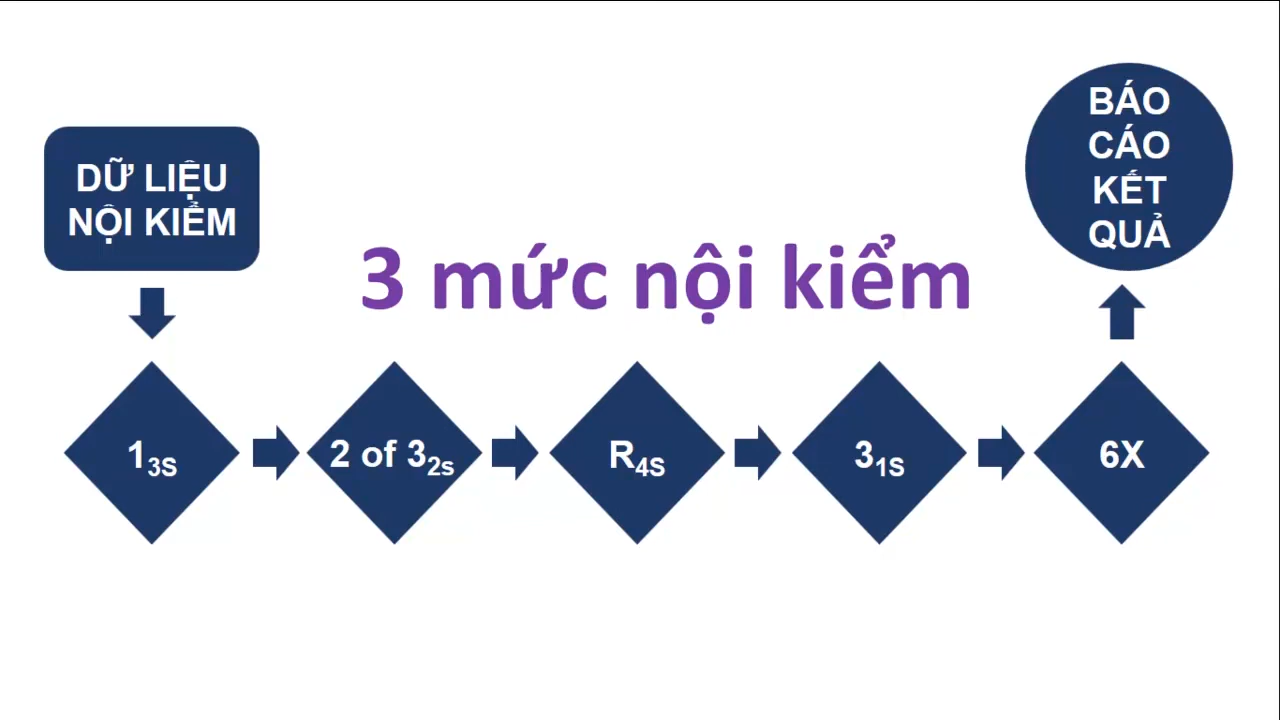 DỮ LIỆU
NỘI KIỂM
3 mức nội kiểm
BÁO
CÁO
KẾT
QUẢ
1₃S
2 of 3₂s
R₄S
3₁S
6X